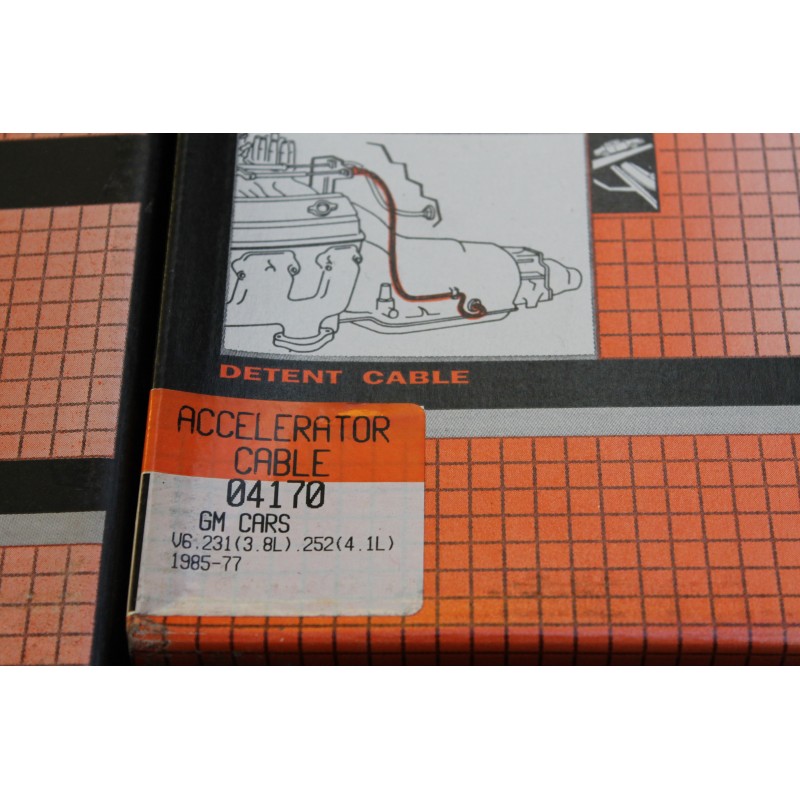 DETENT CABLE
ACCELERATOR
CABLE
04170
GM CARS
V6.231(3.8L).252(4.1L)
1985-77